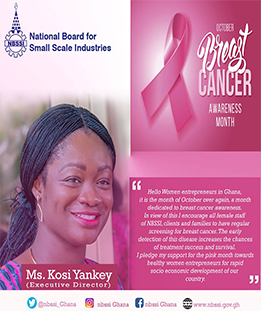 NBSSI
National Board for
Small Scale Industries
OCTOBER
Breast
CANCER
AWARENESS
MONTH
Hello Women entrepreneurs in Ghana,
it is the month of October over again, a month
dedicated to breast cancer awareness.
In view of this I encourage all female staff
of NBSSI, clients and families to have regular
screening for breast cancer. The early
detection of this disease increases the chances
of treatment success and survival.
I pledge my support for the pink month towards
healthy women entrepreneurs for rapid
socio economic development of our
country.
Ms. Kosi Yankey
(Executive Director)
@nbssi_Ghana
nbssi Ghana
nbssi Ghana
www.nbssi.gov.gh